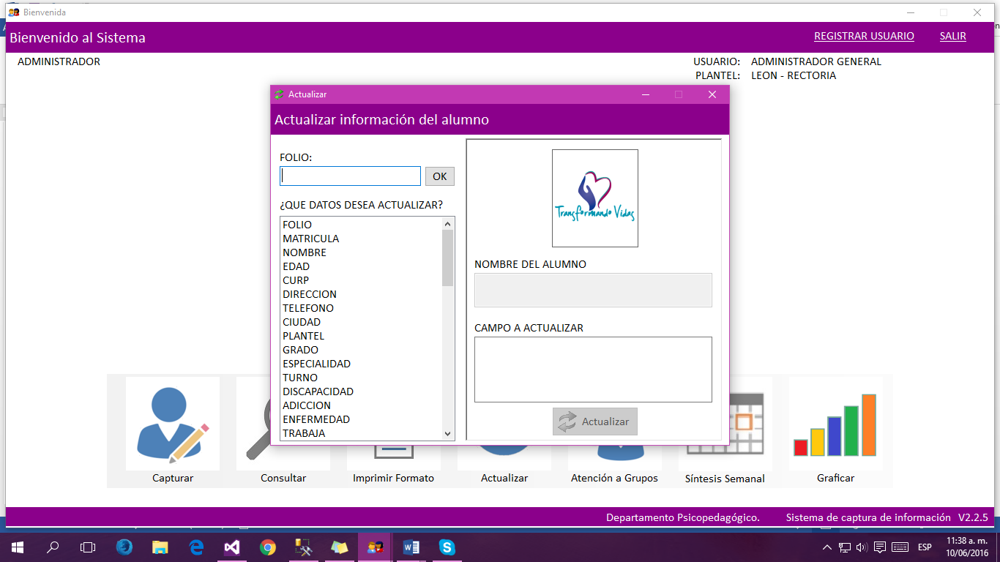 Bienvenida
Bienvenido al Sistema
REGISTRAR USUARIO
SALIR
ADMINISTRADOR
USUARIO: ADMINISTRADOR GENERAL
PLANTEL: LEON - RECTORIA
Actualizar
Actualizar información del alumno
FOLIO:
OK
¿QUE DATOS DESEA ACTUALIZAR?
FOLIO
MATRICULA
NOMBRE
EDAD
CURP
DIRECCION
TELEFONO
CIUDAD
PLANTEL
GRADO
ESPECIALIDAD
TURNO
DISCAPACIDAD
ADICCION
ENFERMEDAD
TRABAJA
Transformando Vidas
NOMBRE DEL ALUMNO
CAMPO A ACTUALIZAR
Actualizar
Capturar
Consultar
Imprimir Formato
Actualizar
Atención a Grupos
Síntesis Semanal
Graficar
Departamento Psicopedagógico.
Sistema de captura de información V2.2.5
ESP
11:38 a. m.
10/06/2016